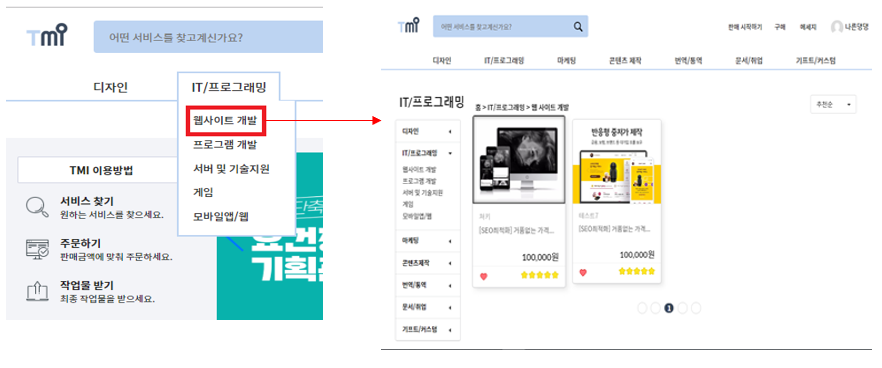 TMI
어떤 서비스를 찾고계신가요?
디자인
IT/프로그래밍
웹사이트 개발
프로그램 개발
서버 및 기술지원
게임
모바일앱/웹
TMI 이용방법
서비스 찾기
원하는 서비스를 찾으세요.
주문하기
판매금액에 맞춰 주문하세요.
작업물 받기
최종 작업물을 받으세요.
단축
요건
기획
TMI
어떤 서비스를 찾고계신가요?
판매 시작하기 구매 메세지 나른댕댕
디자인 IT/프로그래밍 마케팅 콘텐츠 제작 번역/통역 문서/취업 기프트/커스텀
IT/프로그래밍
홈 > IT/프로그래밍 > 웹 사이트 개발
추천순
디자인
IT/프로그래밍
웹사이트 개발
프로그램 개발
서버 및 기술지원
게임
모바일앱/웹
마케팅
콘텐츠제작
번역/통역
문서/취업
기프트/커스텀
[SEO최적화] 거품없는 가격...
100,000원
반응형 홈페이지 제작
테스트7
[SEO최적화] 거품없는 가격...
100,000원
1